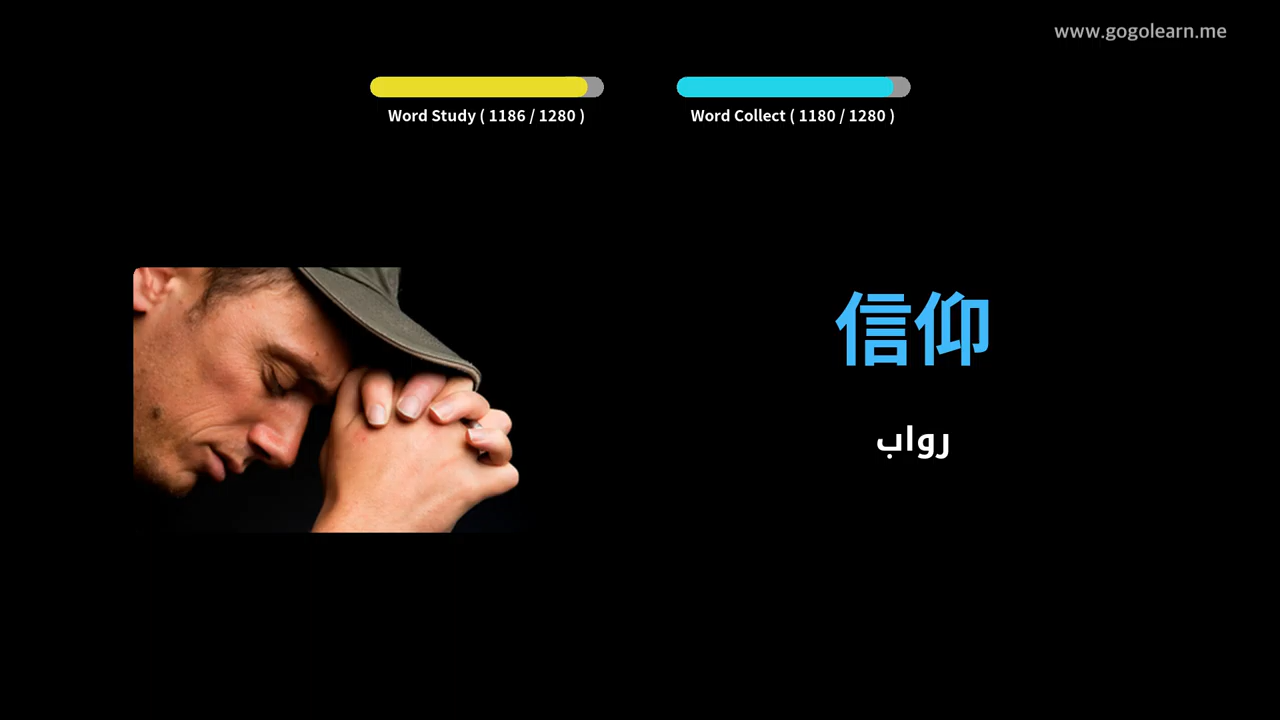 www.gogolearn.me
Word Study ( 1186 / 1280 )
Word Collect ( 1180 / 1280 )
信仰
رواب